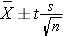 X̄ ± t s/√n